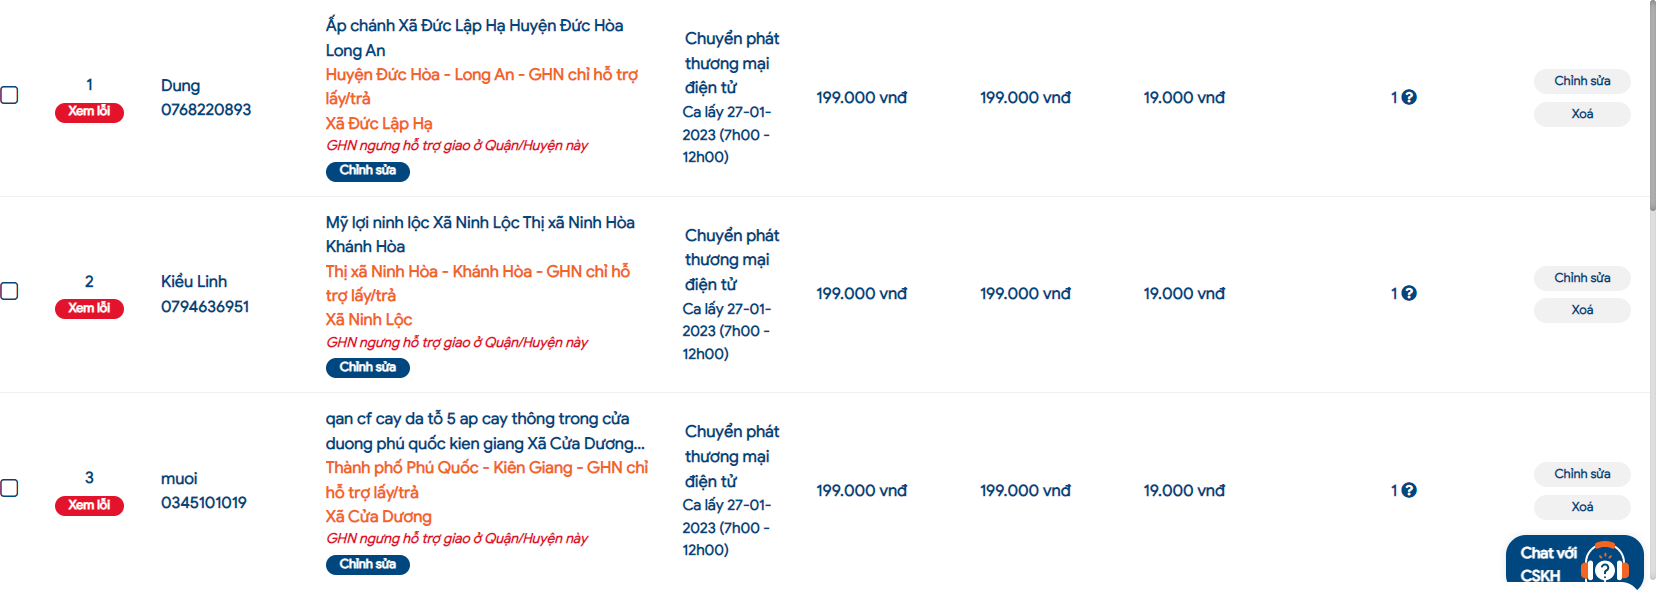 1
Xem lỗi
Dung
0768220893
Ấp chánh Xã Đức Lập Hạ Huyện Đức Hòa
Long An
Huyện Đức Hòa - Long An - GHN chỉ hỗ trợ
lấy/trả
Xã Đức Lập Hạ
GHN ngưng hỗ trợ giao ở Quận/Huyện này
Chỉnh sửa
Chuyển phát
thương mại
điện tử
Ca lấy 27-01-
2023 (7h00 -
12h00)
199.000 vnđ
199.000 vnđ
19.000 vnđ
1 ?
Chỉnh sửa
Xoá
2
Xem lỗi
Kiều Linh
0794636951
Mỹ lợi ninh lộc Xã Ninh Lộc Thị xã Ninh Hòa
Khánh Hòa
Thị xã Ninh Hòa - Khánh Hòa - GHN chỉ hỗ
trợ lấy/trả
Xã Ninh Lộc
GHN ngưng hỗ trợ giao ở Quận/Huyện này
Chỉnh sửa
Chuyển phát
thương mại
điện tử
Ca lấy 27-01-
2023 (7h00 -
12h00)
199.000 vnđ
199.000 vnđ
19.000 vnđ
1 ?
Chỉnh sửa
Xoá
3
Xem lỗi
muoi
0345101019
qan cf cay da tỗ 5 ap cay thông trong cửa
duong phú quốc kien giang Xã Cửa Dương...
Thành phố Phú Quốc - Kiên Giang - GHN chỉ
hỗ trợ lấy/trả
Xã Cửa Dương
GHN ngưng hỗ trợ giao ở Quận/Huyện này
Chỉnh sửa
Chuyển phát
thương mại
điện tử
Ca lấy 27-01-
2023 (7h00 -
12h00)
199.000 vnđ
199.000 vnđ
19.000 vnđ
1 ?
Chỉnh sửa
Xoá
Chat với
CSKH
?